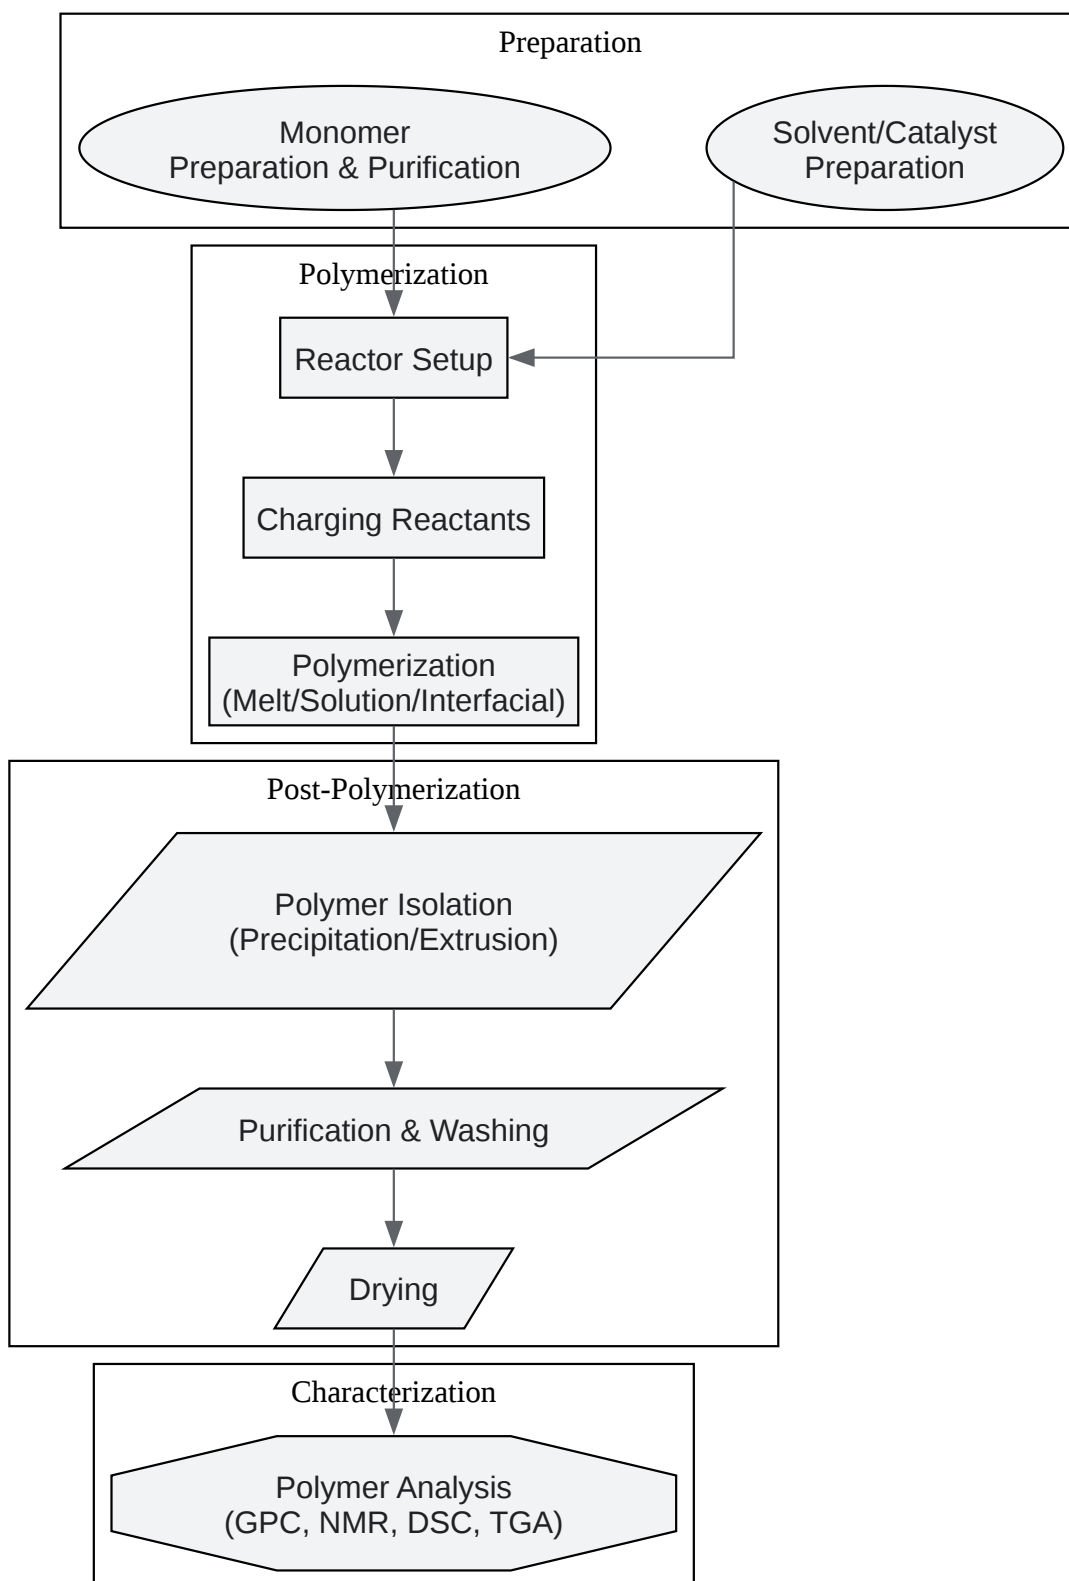 Preparation
Monomer
Preparation & Purification
Solvent/Catalyst
Preparation
Polymerization
Reactor Setup
Charging Reactants
Polymerization
(Melt/Solution/Interfacial)
Post-Polymerization
Polymer Isolation
(Precipitation/Extrusion)
Purification & Washing
Drying
Characterization
Polymer Analysis
(GPC, NMR, DSC, TGA)